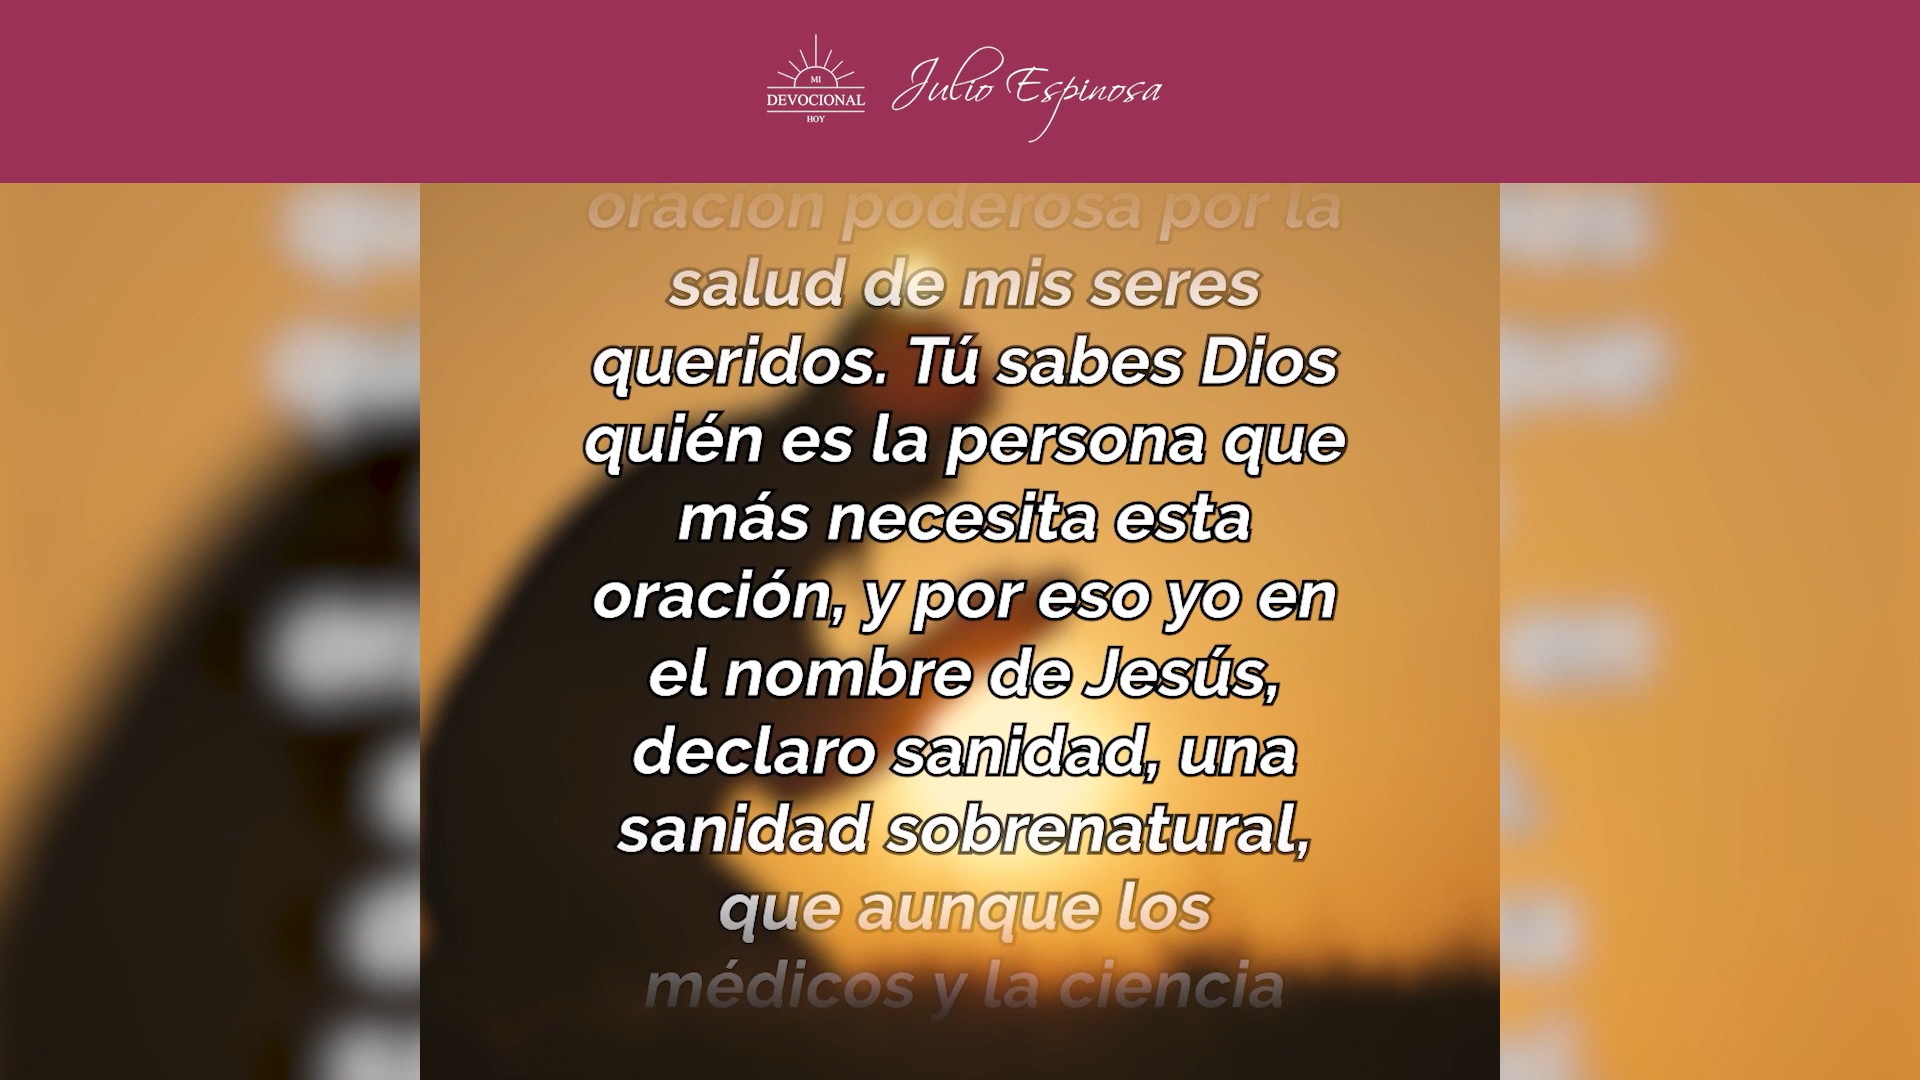 MI
DEVOCIONAL
HOY
Julio Espinosa
oración poderosa por la
salud de mis seres
queridos. Tú sabes Dios
quién es la persona que
más necesita esta
oración, y por eso yo en
el nombre de Jesús,
declaro sanidad, una
sanidad sobrenatural,
que aunque los
médicos y la ciencia